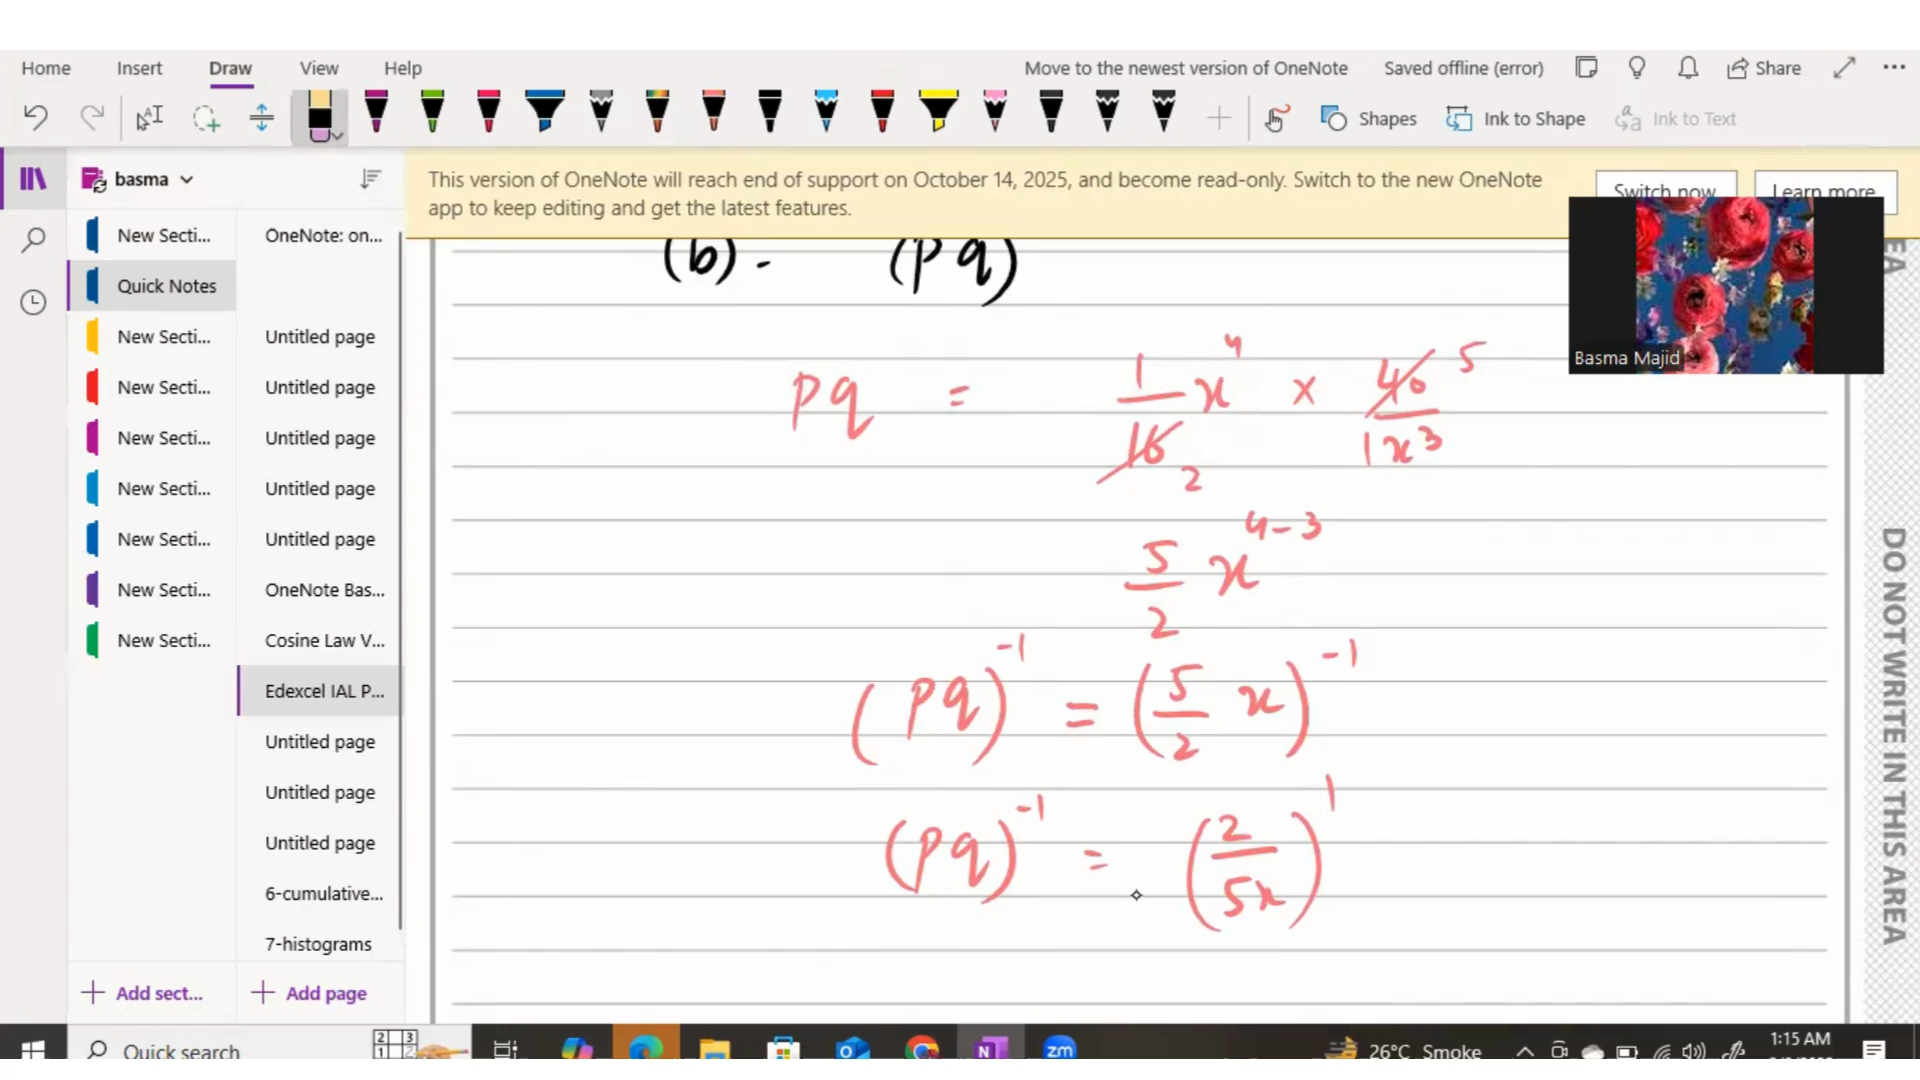 Home Insert Draw View Help Move to the newest version of OneNote Saved offline (error) Share
Shapes Ink to Shape Ink to Text
basma
This version of OneNote will reach end of support on October 14, 2025, and become read-only. Switch to the new OneNote
app to keep editing and get the latest features.
Switch now Learn more
Basma Majid
New Secti...
Quick Notes
New Secti...
New Secti...
New Secti...
New Secti...
New Secti...
New Secti...
New Secti...
Add sect...
OneNote: on...
Untitled page
Untitled page
Untitled page
Untitled page
Untitled page
OneNote Bas...
Cosine Law V...
Edexcel IAL P...
Untitled page
Untitled page
Untitled page
6-cumulative...
7-histograms
Add page
(b). (pq)
pq = 1/16 2 x^4 × 40 5/1x^3
5/2 x^4-3
(pq)^-1 = (5/2 x)^-1
(pq)^-1 = (2/5x)^1
EA
DO NOT WRITE IN THIS AREA
Quick search
zm
26°C Smoke
1:15 AM